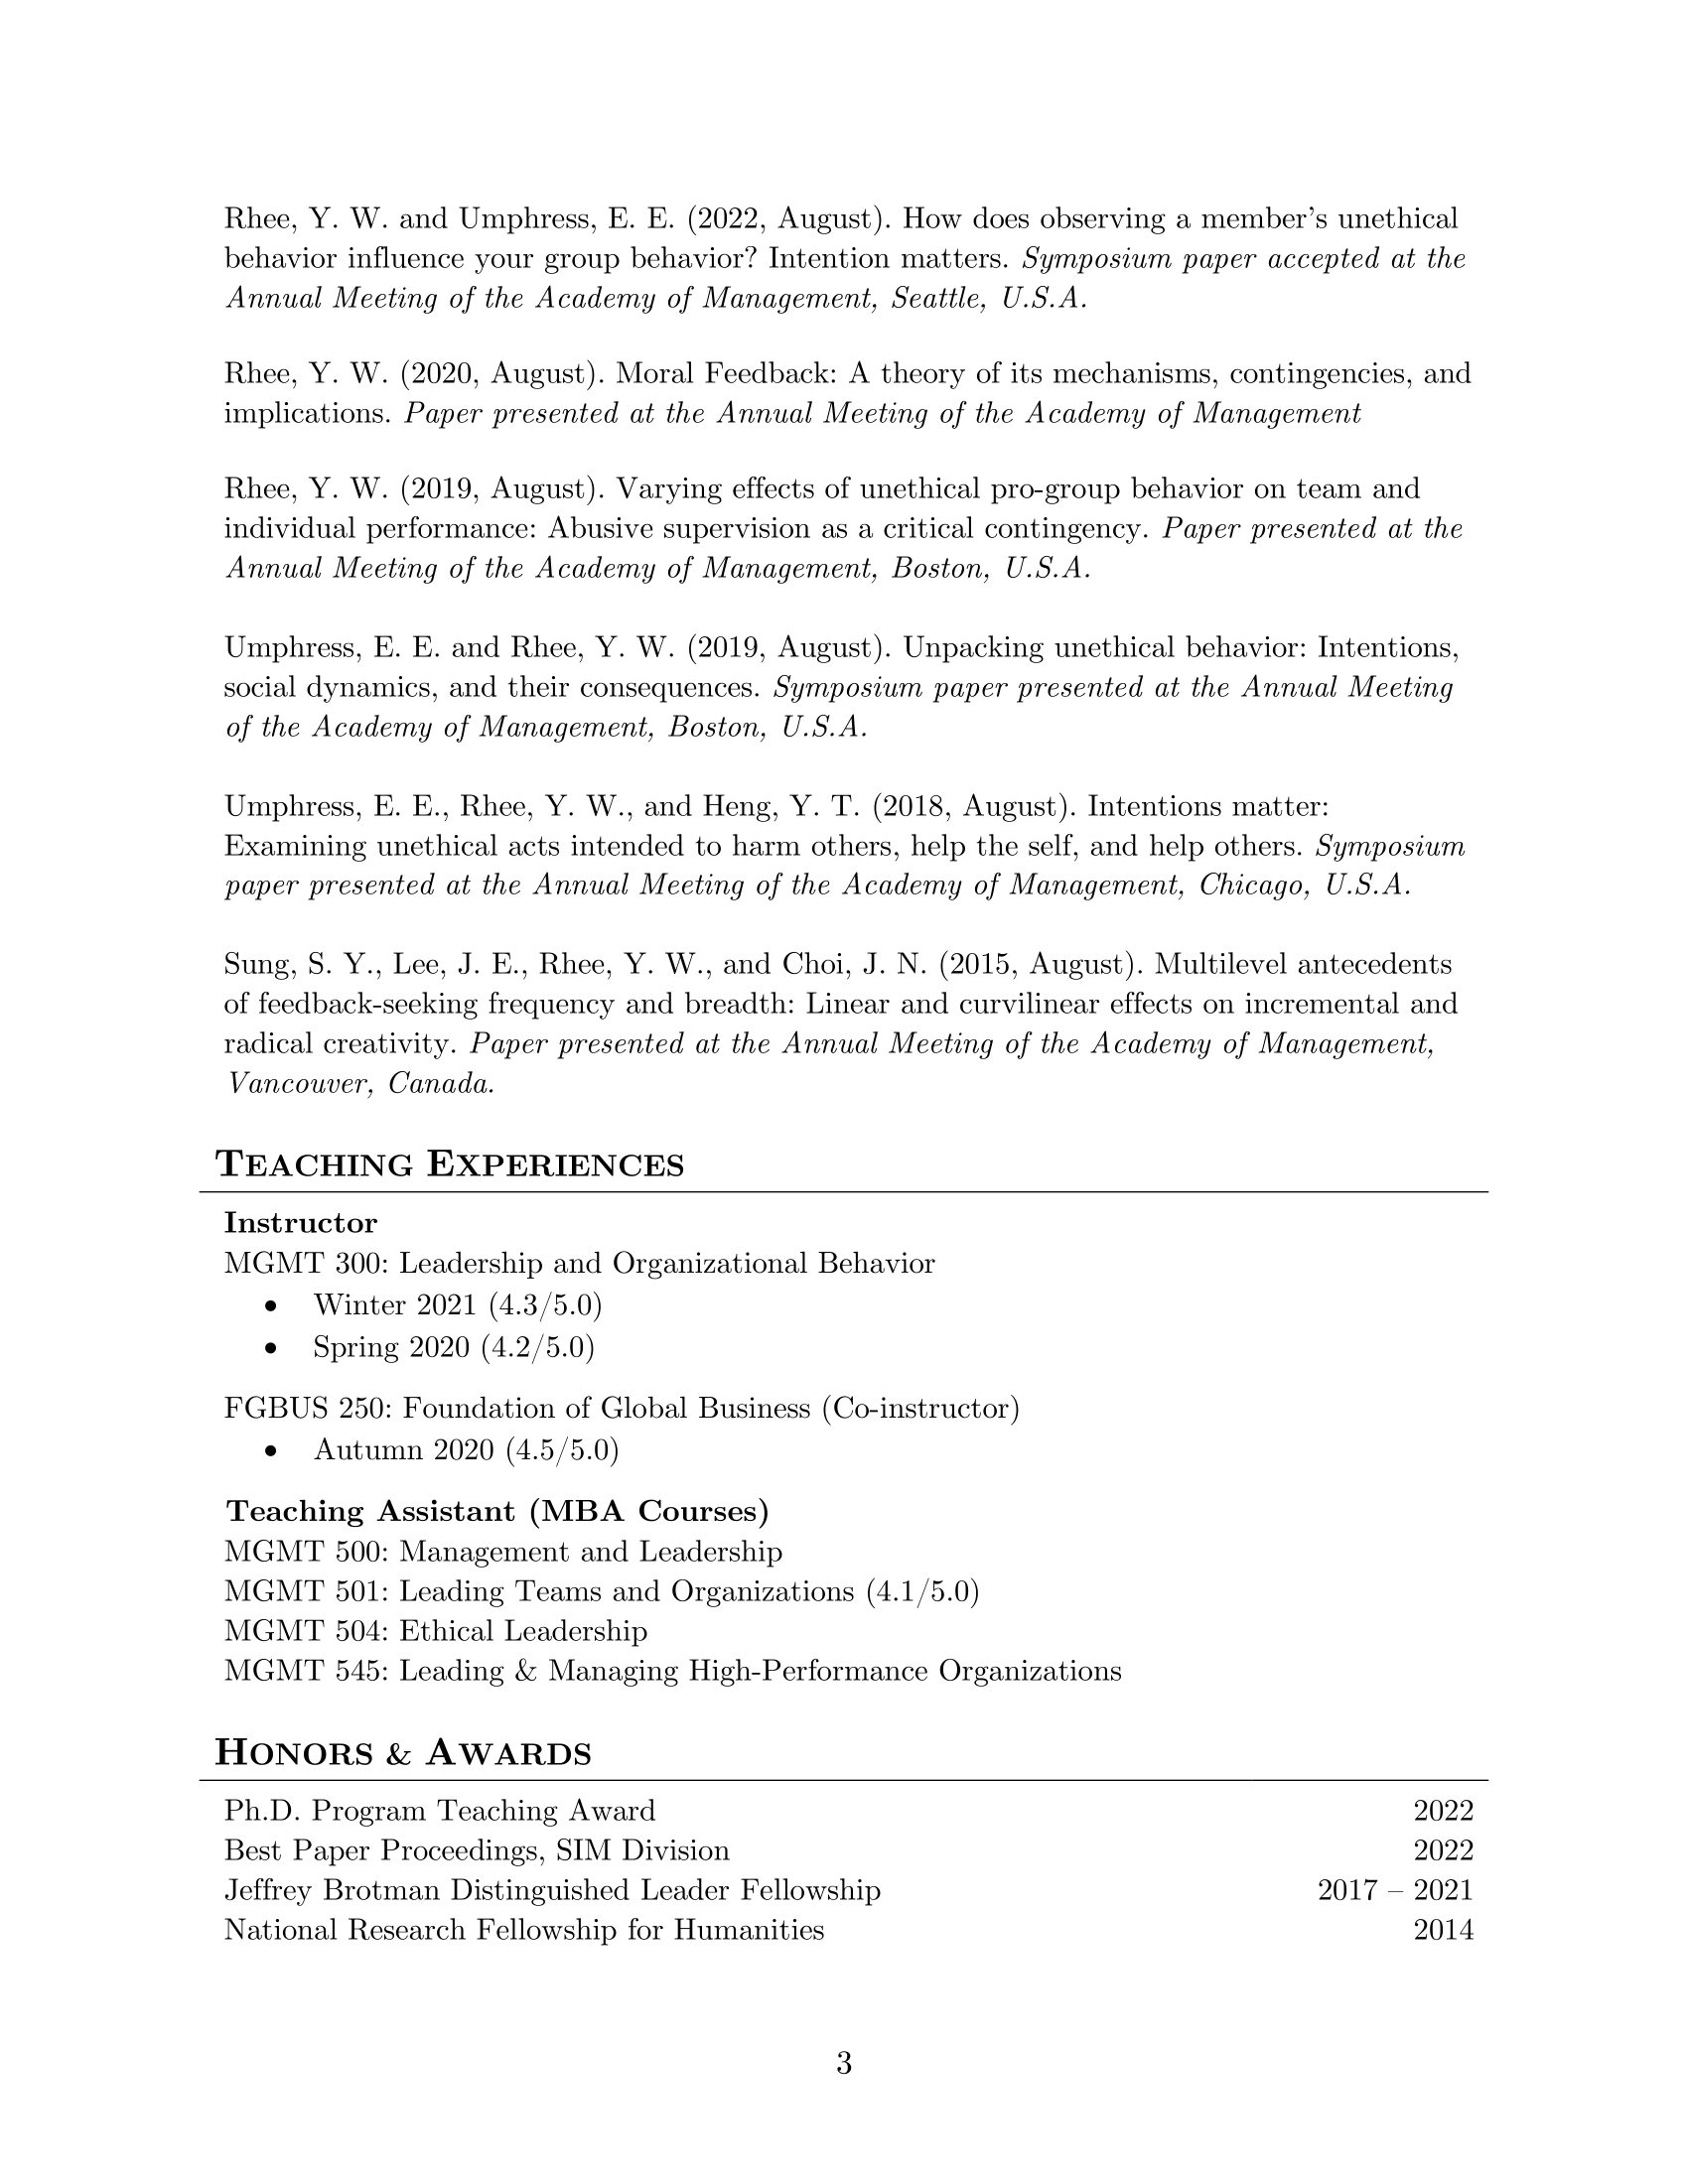 Rhee, Y. W. and Umphress, E. E. (2022, August). How does observing a member's unethical
behavior influence your group behavior? Intention matters. Symposium paper accepted at the
Annual Meeting of the Academy of Management, Seattle, U.S.A.
Rhee, Y. W. (2020, August). Moral Feedback: A theory of its mechanisms, contingencies, and
implications. Paper presented at the Annual Meeting of the Academy of Management
Rhee, Y. W. (2019, August). Varying effects of unethical pro-group behavior on team and
individual performance: Abusive supervision as a critical contingency. Paper presented at the
Annual Meeting of the Academy of Management, Boston, U.S.A.
Umphress, E. E. and Rhee, Y. W. (2019, August). Unpacking unethical behavior: Intentions,
social dynamics, and their consequences. Symposium paper presented at the Annual Meeting
of the Academy of Management, Boston, U.S.A.
Umphress, E. E., Rhee, Y. W., and Heng, Y. T. (2018, August). Intentions matter:
Examining unethical acts intended to harm others, help the self, and help others. Symposium
paper presented at the Annual Meeting of the Academy of Management, Chicago, U.S.A.
Sung, S. Y., Lee, J. E., Rhee, Y. W., and Choi, J. N. (2015, August). Multilevel antecedents
of feedback-seeking frequency and breadth: Linear and curvilinear effects on incremental and
radical creativity. Paper presented at the Annual Meeting of the Academy of Management,
Vancouver, Canada.
TEACHING EXPERIENCES
Instructor
MGMT 300: Leadership and Organizational Behavior
• Winter 2021 (4.3/5.0)
• Spring 2020 (4.2/5.0)
FGBUS 250: Foundation of Global Business (Co-instructor)
• Autumn 2020 (4.5/5.0)
Teaching Assistant (MBA Courses)
MGMT 500: Management and Leadership
MGMT 501: Leading Teams and Organizations (4.1/5.0)
MGMT 504: Ethical Leadership
MGMT 545: Leading & Managing High-Performance Organizations
HONORS & AWARDS
Ph.D. Program Teaching Award 2022
Best Paper Proceedings, SIM Division 2022
Jeffrey Brotman Distinguished Leader Fellowship 2017 – 2021
National Research Fellowship for Humanities 2014
3